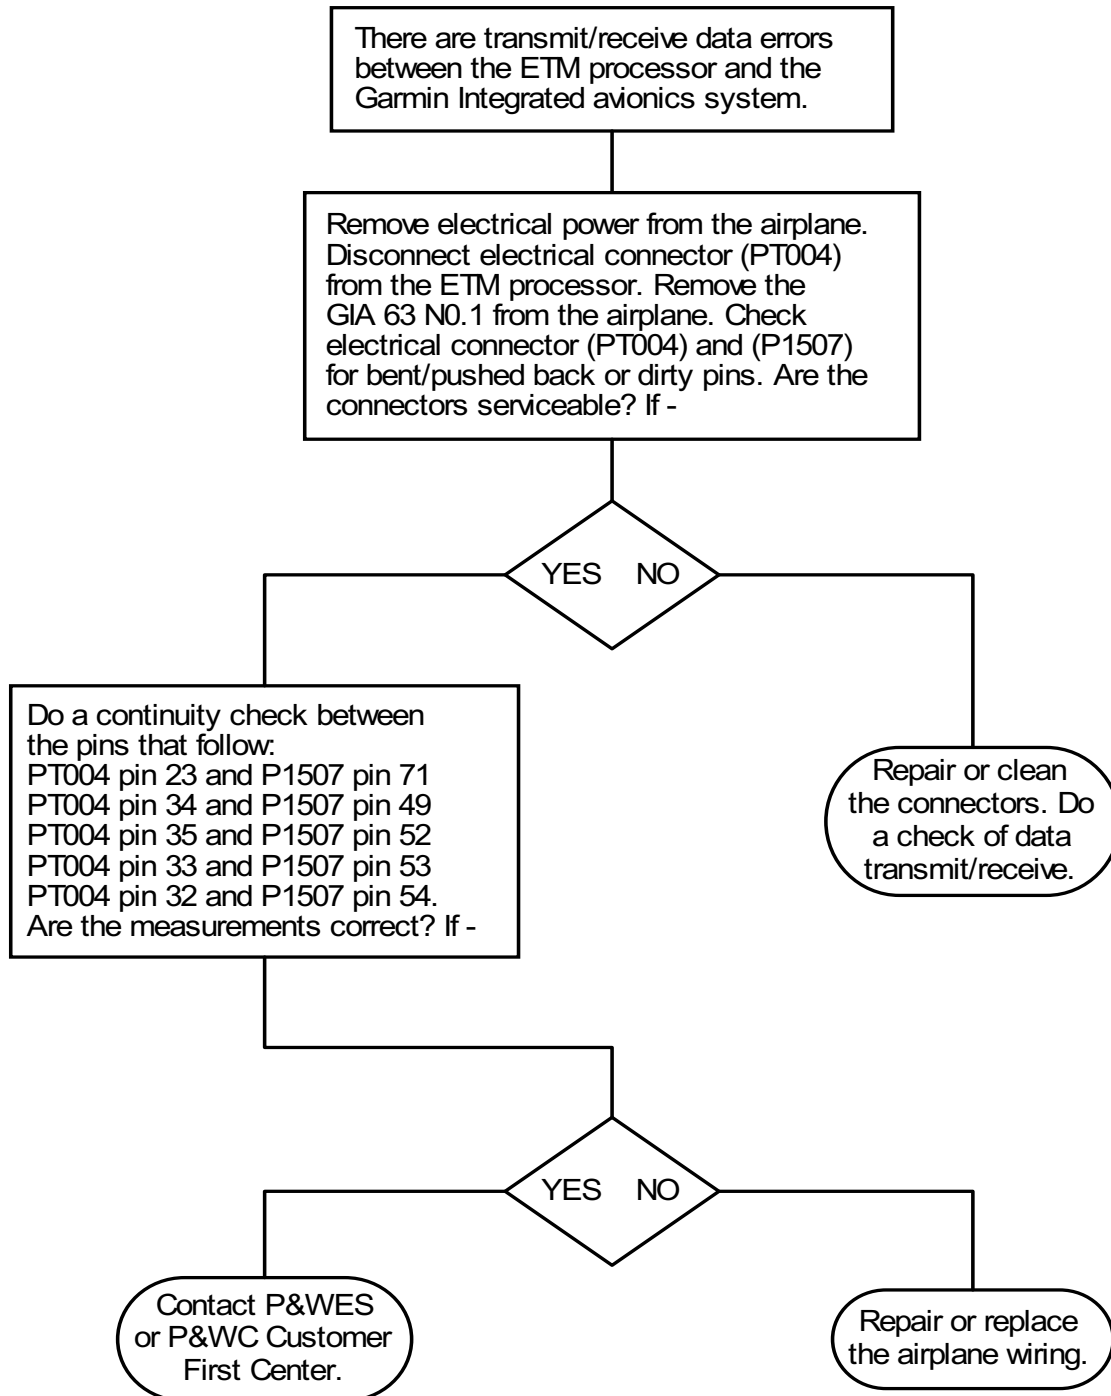 There are transmit/receive data errors
between the ETM processor and the
Garmin Integrated avionics system.
Remove electrical power from the airplane.
Disconnect electrical connector (PT004)
from the ETM processor. Remove the
GIA 63 N0.1 from the airplane. Check
electrical connector (PT004) and (P1507)
for bent/pushed back or dirty pins. Are the
connectors serviceable? If -
YES NO
Do a continuity check between
the pins that follow:
PT004 pin 23 and P1507 pin 71
PT004 pin 34 and P1507 pin 49
PT004 pin 35 and P1507 pin 52
PT004 pin 33 and P1507 pin 53
PT004 pin 32 and P1507 pin 54.
Are the measurements correct? If -
Repair or clean
the connectors. Do
a check of data
transmit/receive.
YES NO
Contact P&WES
or P&WC Customer
First Center.
Repair or replace
the airplane wiring.